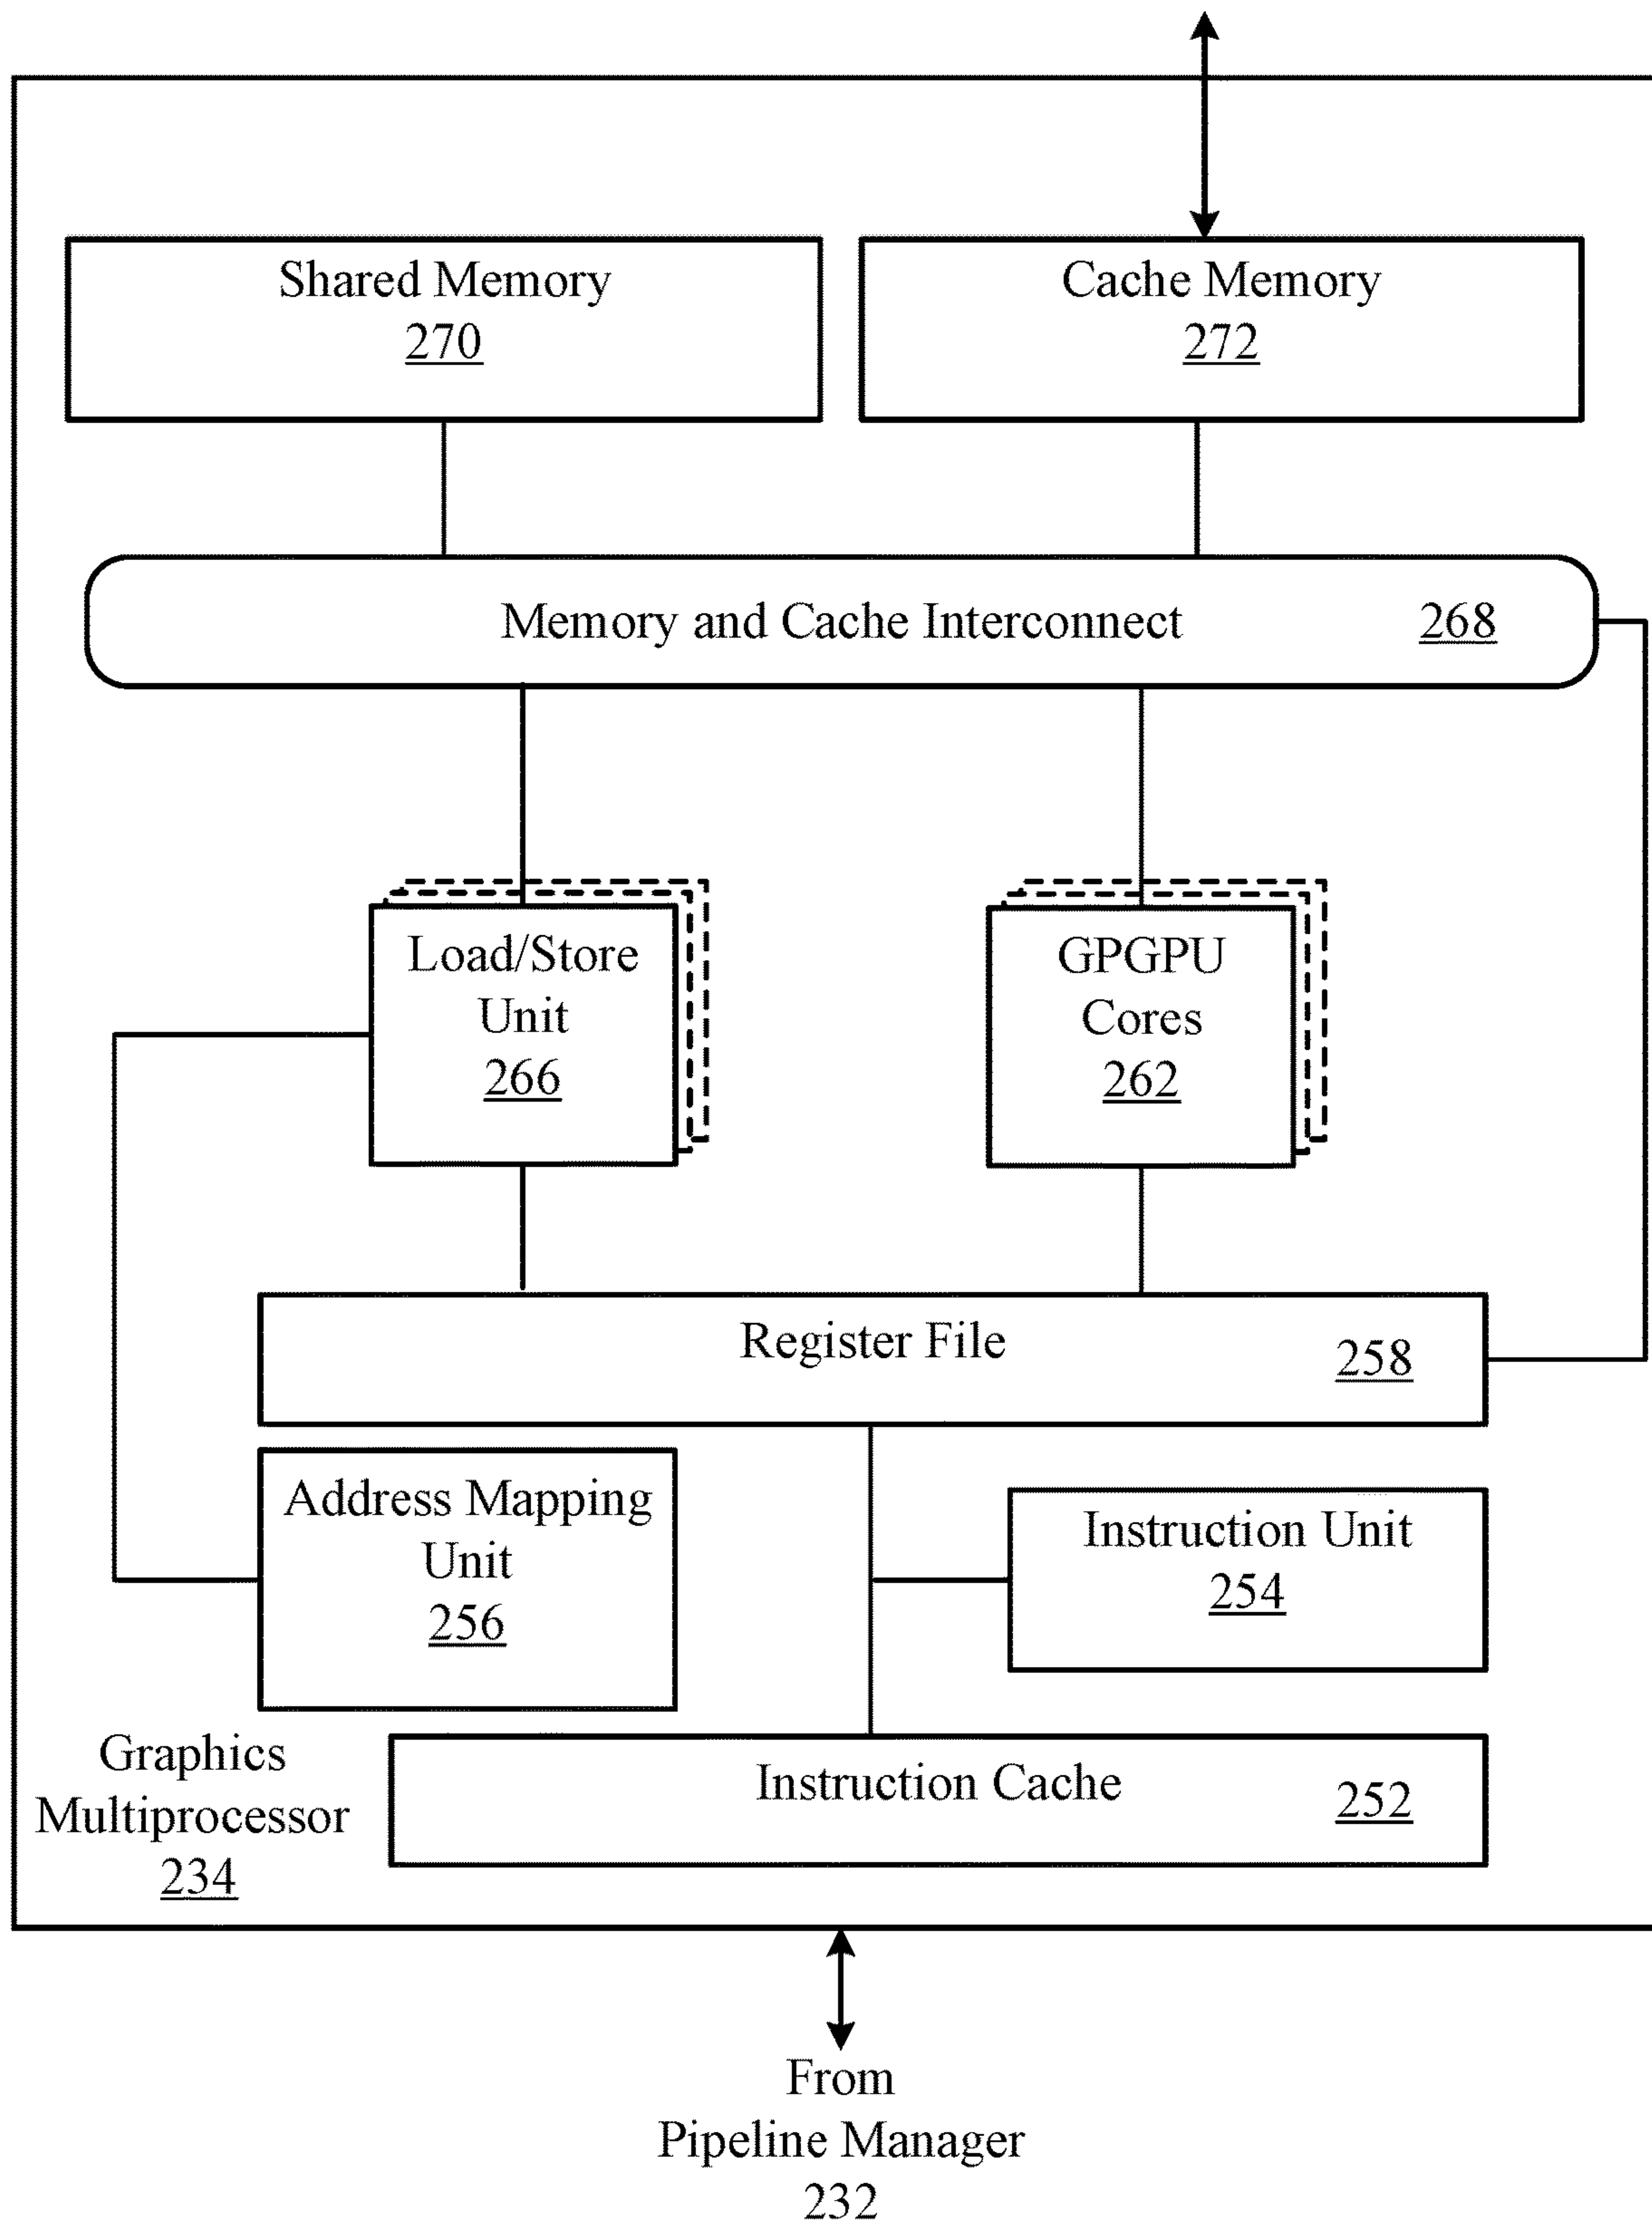 Shared Memory
270
Cache Memory
272
Memory and Cache Interconnect 268
Load/Store
Unit
266
GPGPU
Cores
262
Register File 258
Address Mapping
Unit
256
Instruction Unit
254
Graphics
Multiprocessor
234
Instruction Cache 252
From
Pipeline Manager
232